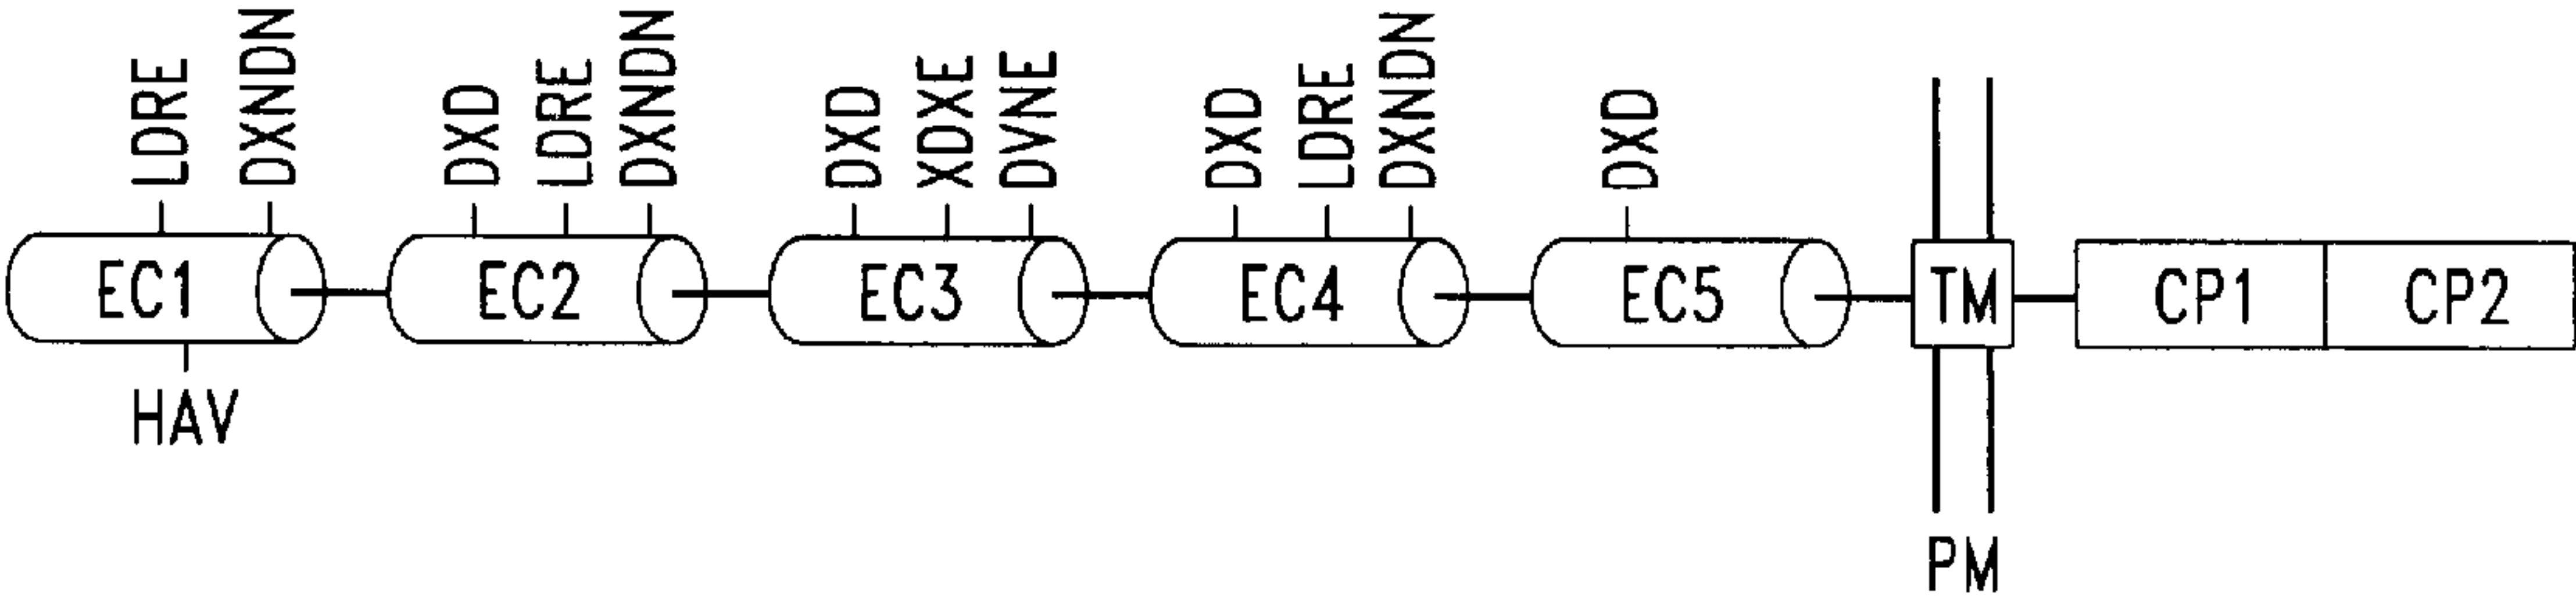 LDRE
DXNDN
DXD
LDRE
DXNDN
DXD
XDXE
DVNE
DXD
LDRE
DXNDN
DXD
EC1
EC2
EC3
EC4
EC5
TM
CP1
CP2
HAV
PM